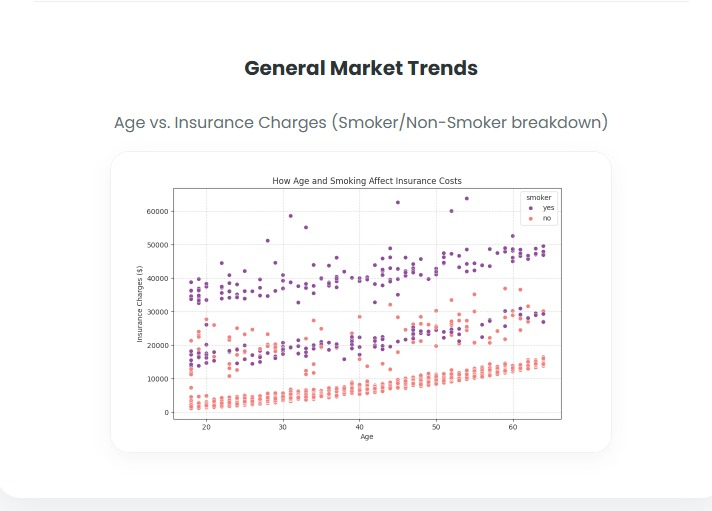 General Market Trends
Age vs. Insurance Charges (Smoker/Non-Smoker breakdown)
How Age and Smoking Affect Insurance Costs
smoker
yes
no
60000
50000
40000
30000
20000
10000
0
Insurance Charges ($)
20
30
40
50
60
Age